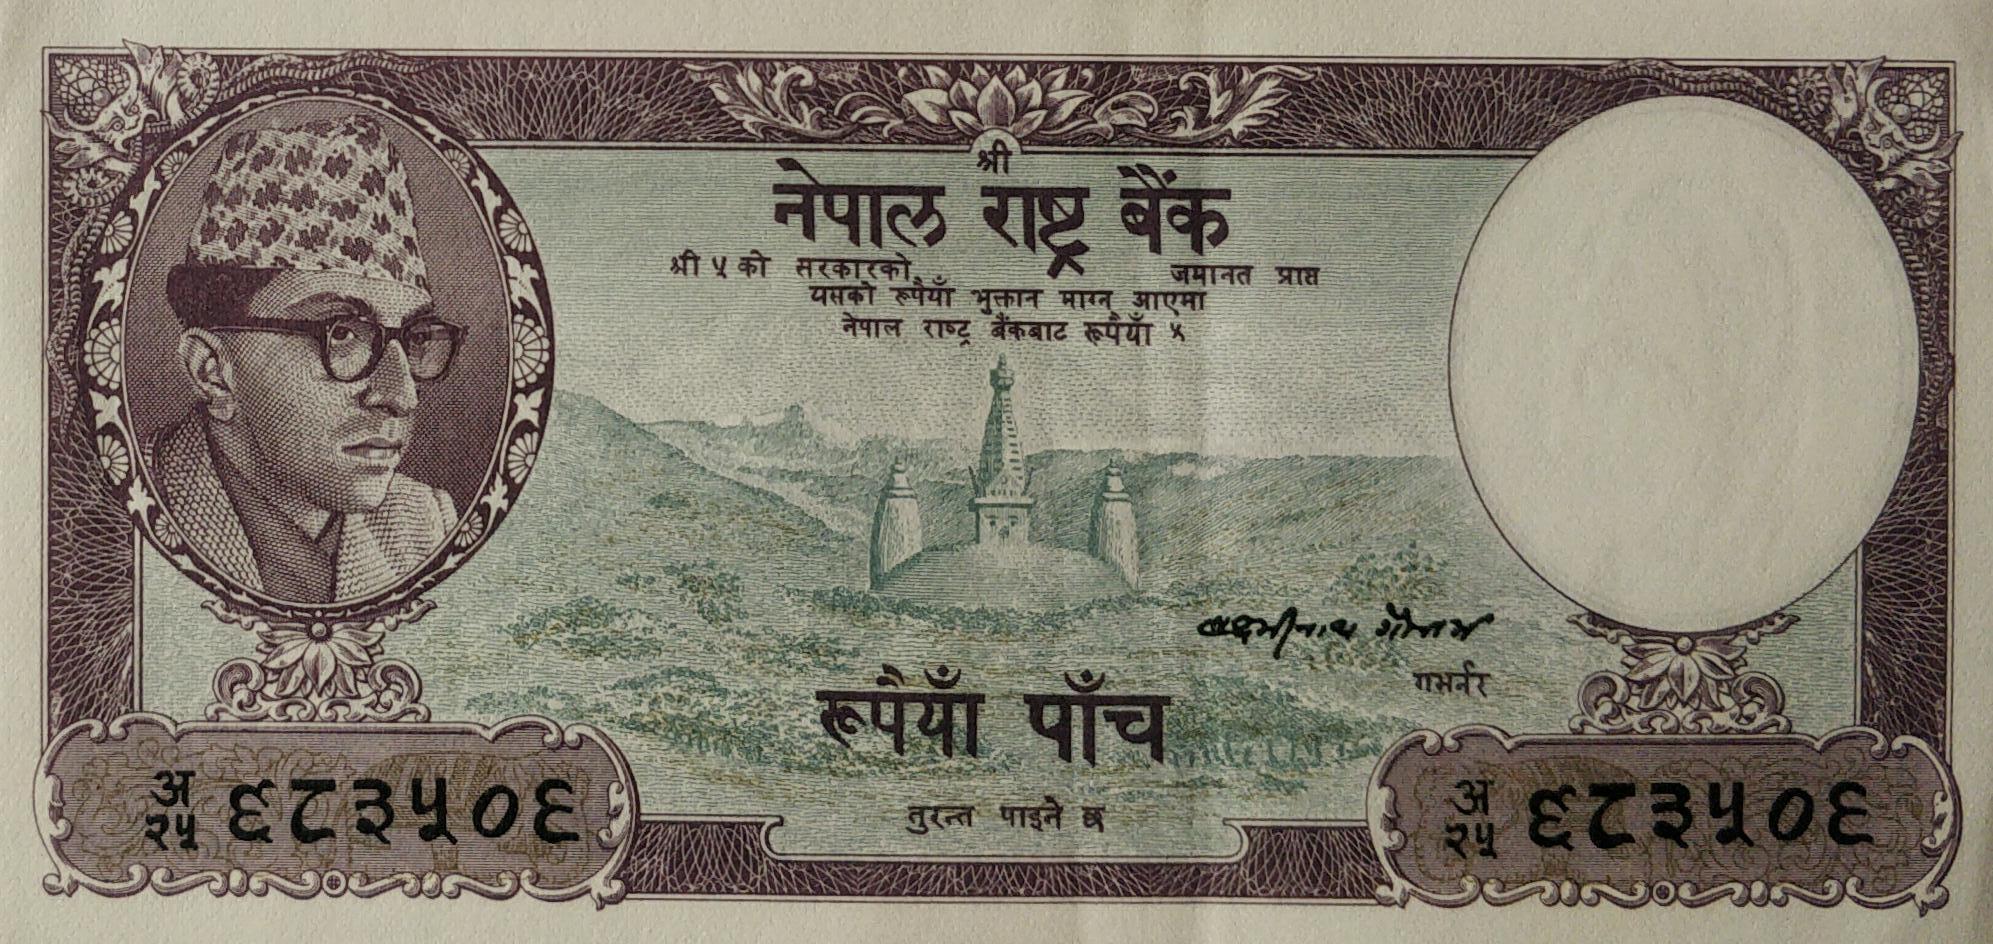 श्री
नेपाल राष्ट्र बैंक
श्री ५ को सरकारको जमानत प्राप्त
यसको रूपैयाँ भुक्तान माग्न आएमा
नेपाल राष्ट्र बैंकबाट रूपैयाँ ५
लक्ष्मीनाथ गौतम
गभर्नर
रूपैयाँ पाँच
अ
२५ ६८३५०६
अ
२५ ६८३५०६
तुरन्त पाइने छ